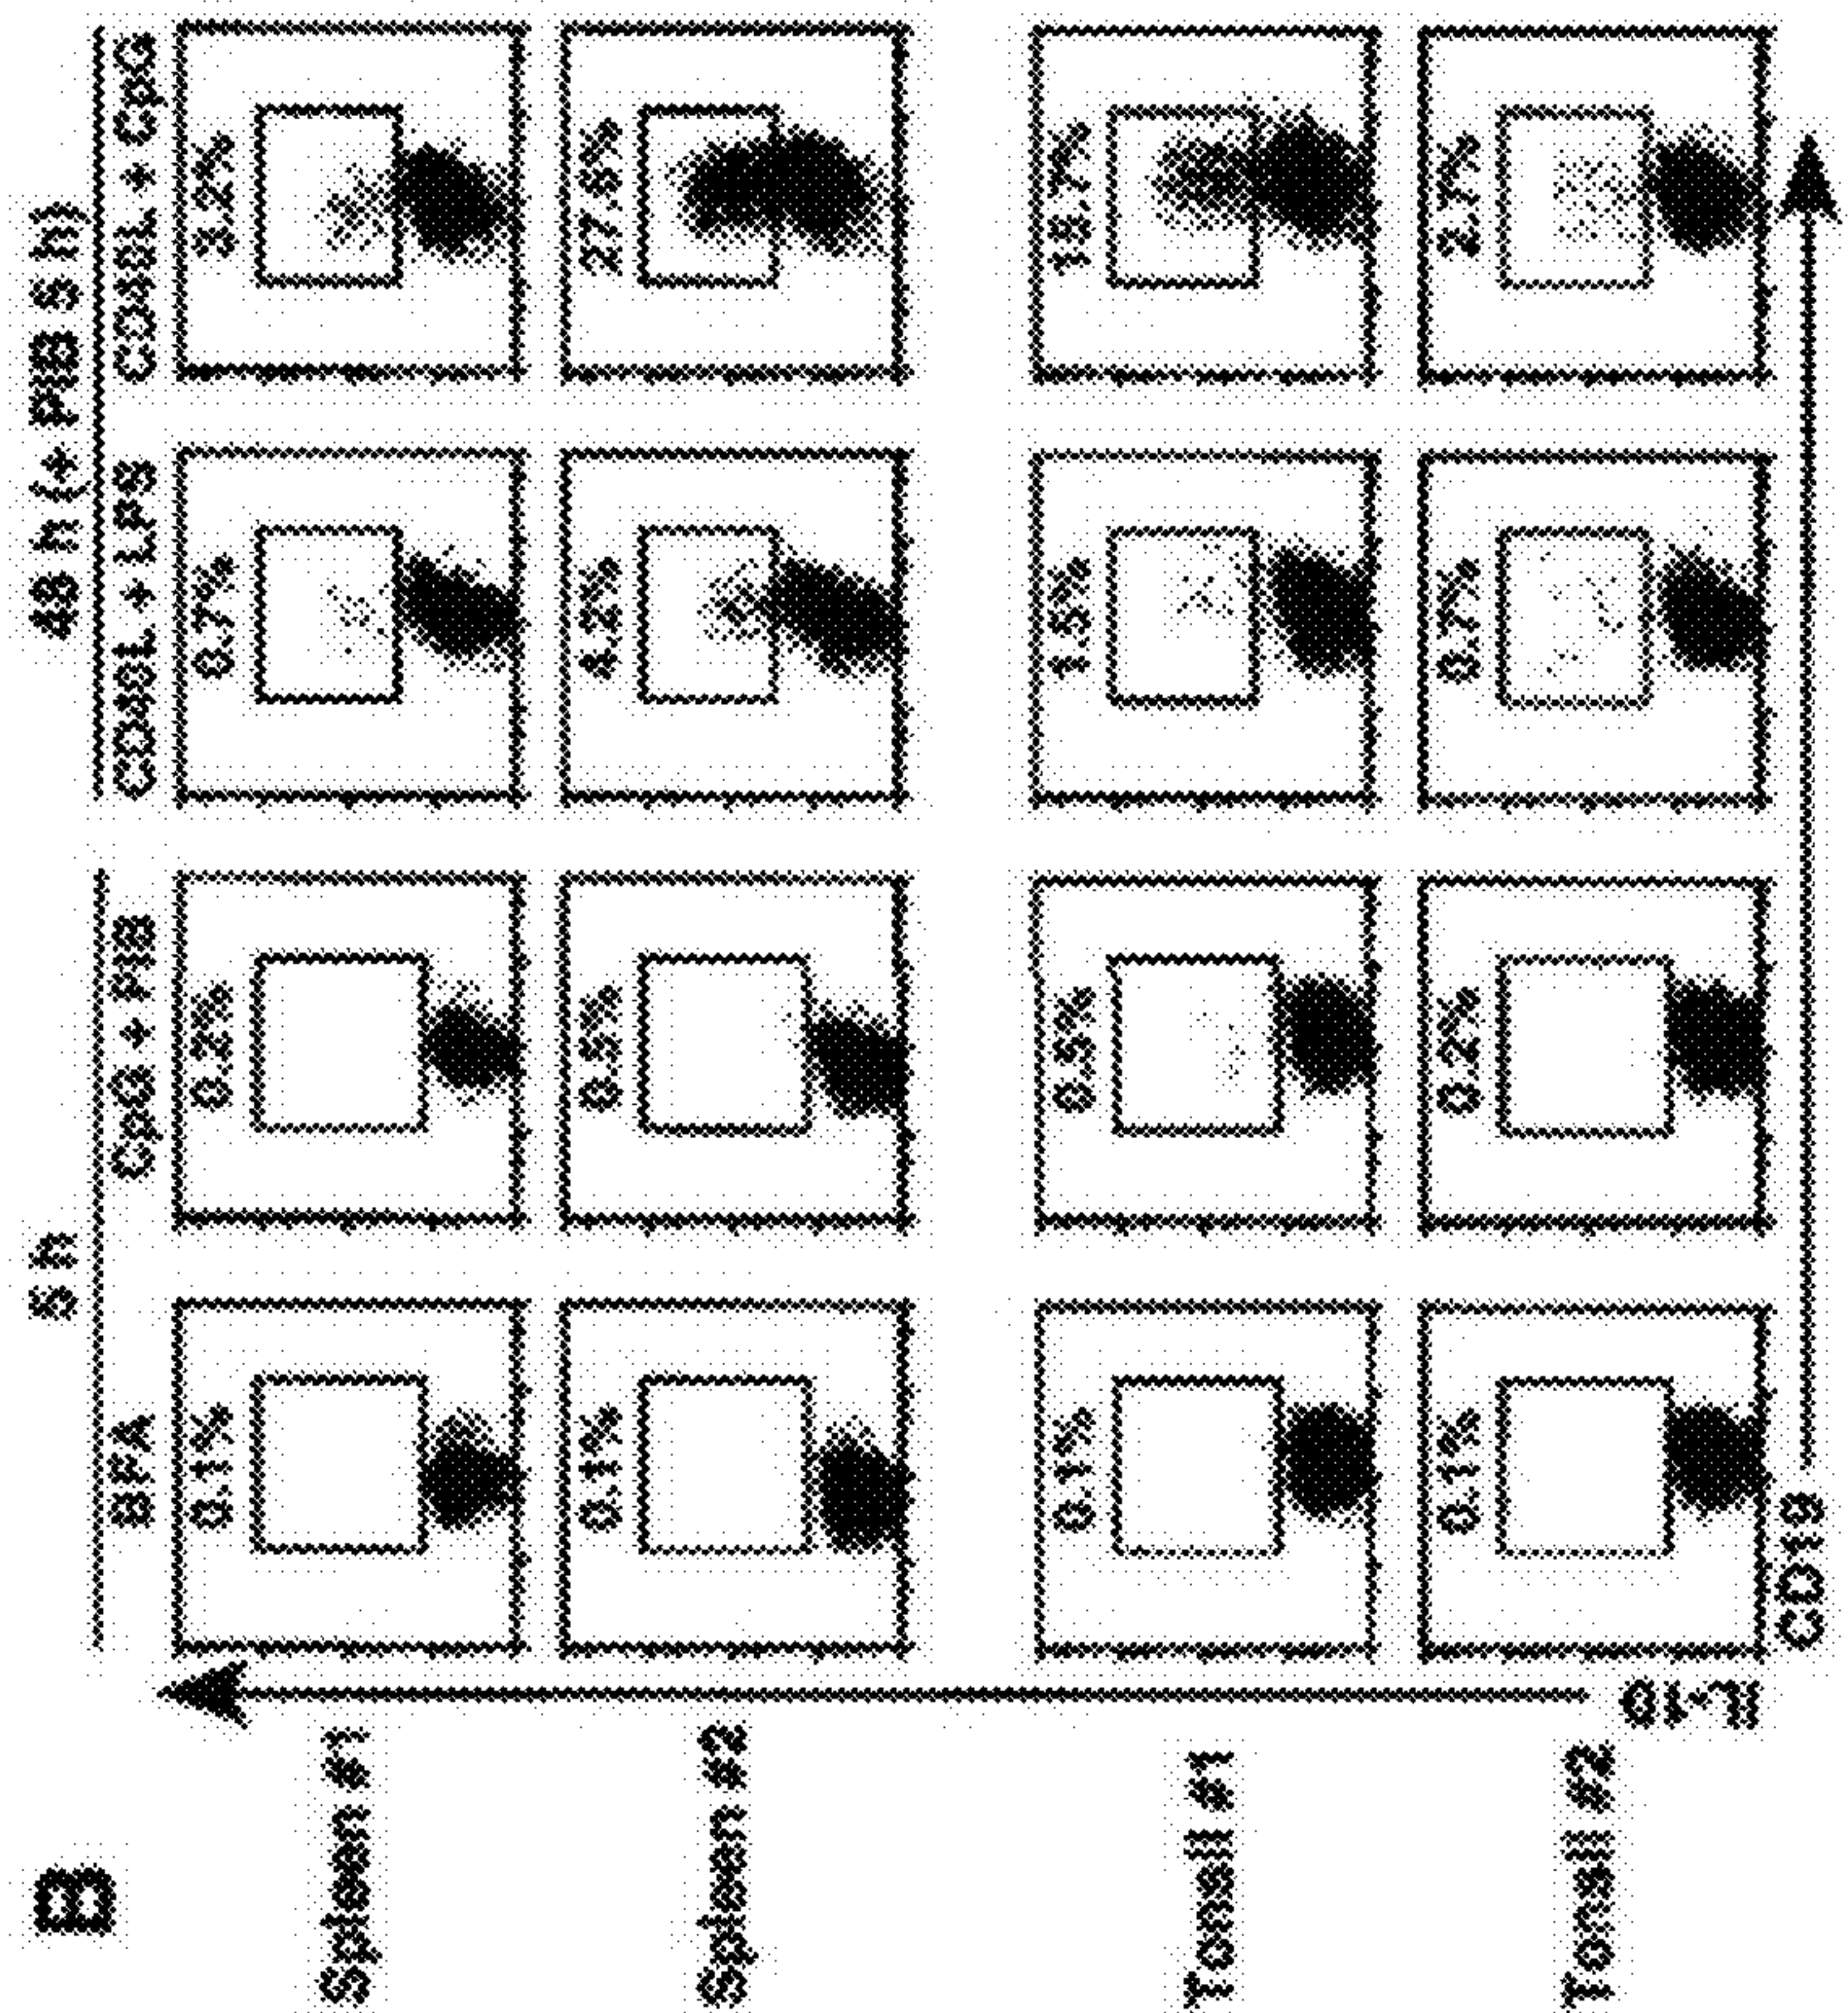 B
5 h
48 h (+ PIB 5 h)
BFA
CpG + PIB
CD40L + LPS
CD40L + CpG
Spleen #1
0.1%
0.2%
0.7%
3.2%
Spleen #2
0.1%
0.5%
4.2%
27.6%
Tonsil #1
0.1%
0.5%
1.5%
18.7%
Tonsil #2
0.1%
0.2%
0.7%
2.7%
IL-10
CD19